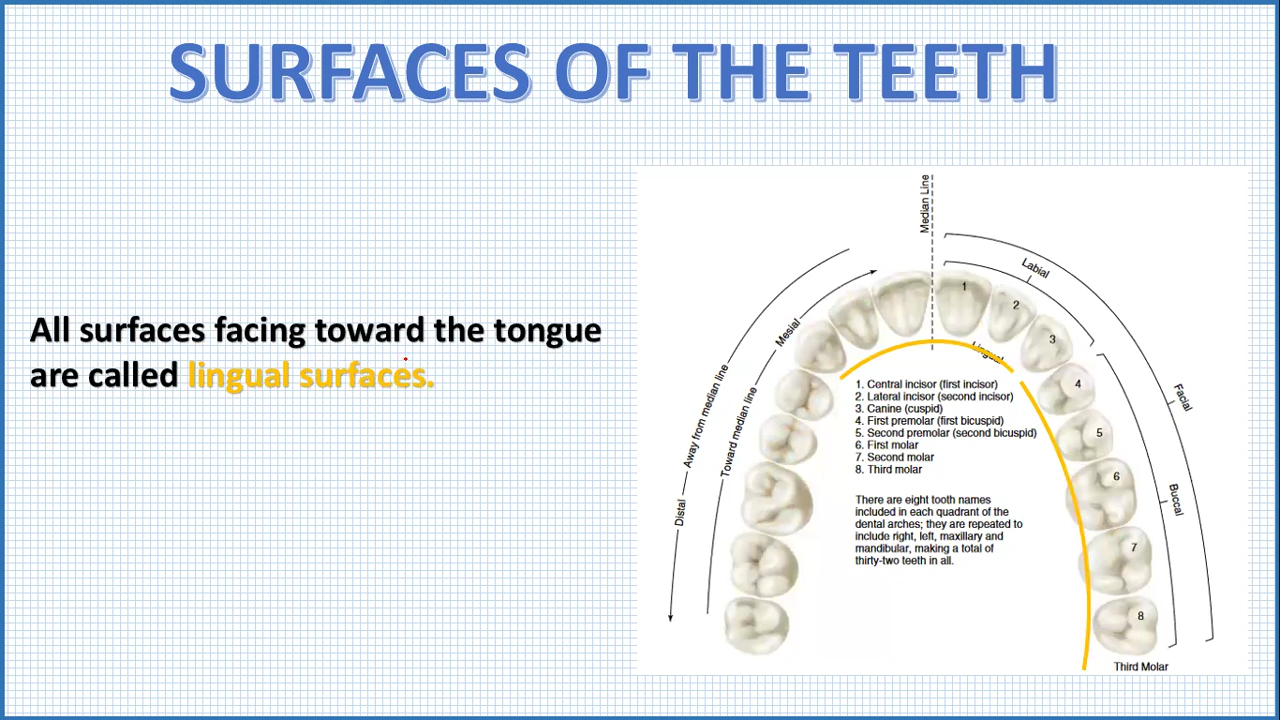 SURFACES OF THE TEETH
All surfaces facing toward the tongue
are called lingual surfaces.
Median Line
Labial
Mesial
Lingual
Away from median line
Toward median line
Distal
Facial
Buccal
1
2
3
4
5
6
7
8
1. Central incisor (first incisor)
2. Lateral incisor (second incisor)
3. Canine (cuspid)
4. First premolar (first bicuspid)
5. Second premolar (second bicuspid)
6. First molar
7. Second molar
8. Third molar
There are eight tooth names
included in each quadrant of the
dental arches; they are repeated to
include right, left, maxillary and
mandibular, making a total of
thirty-two teeth in all.
Third Molar